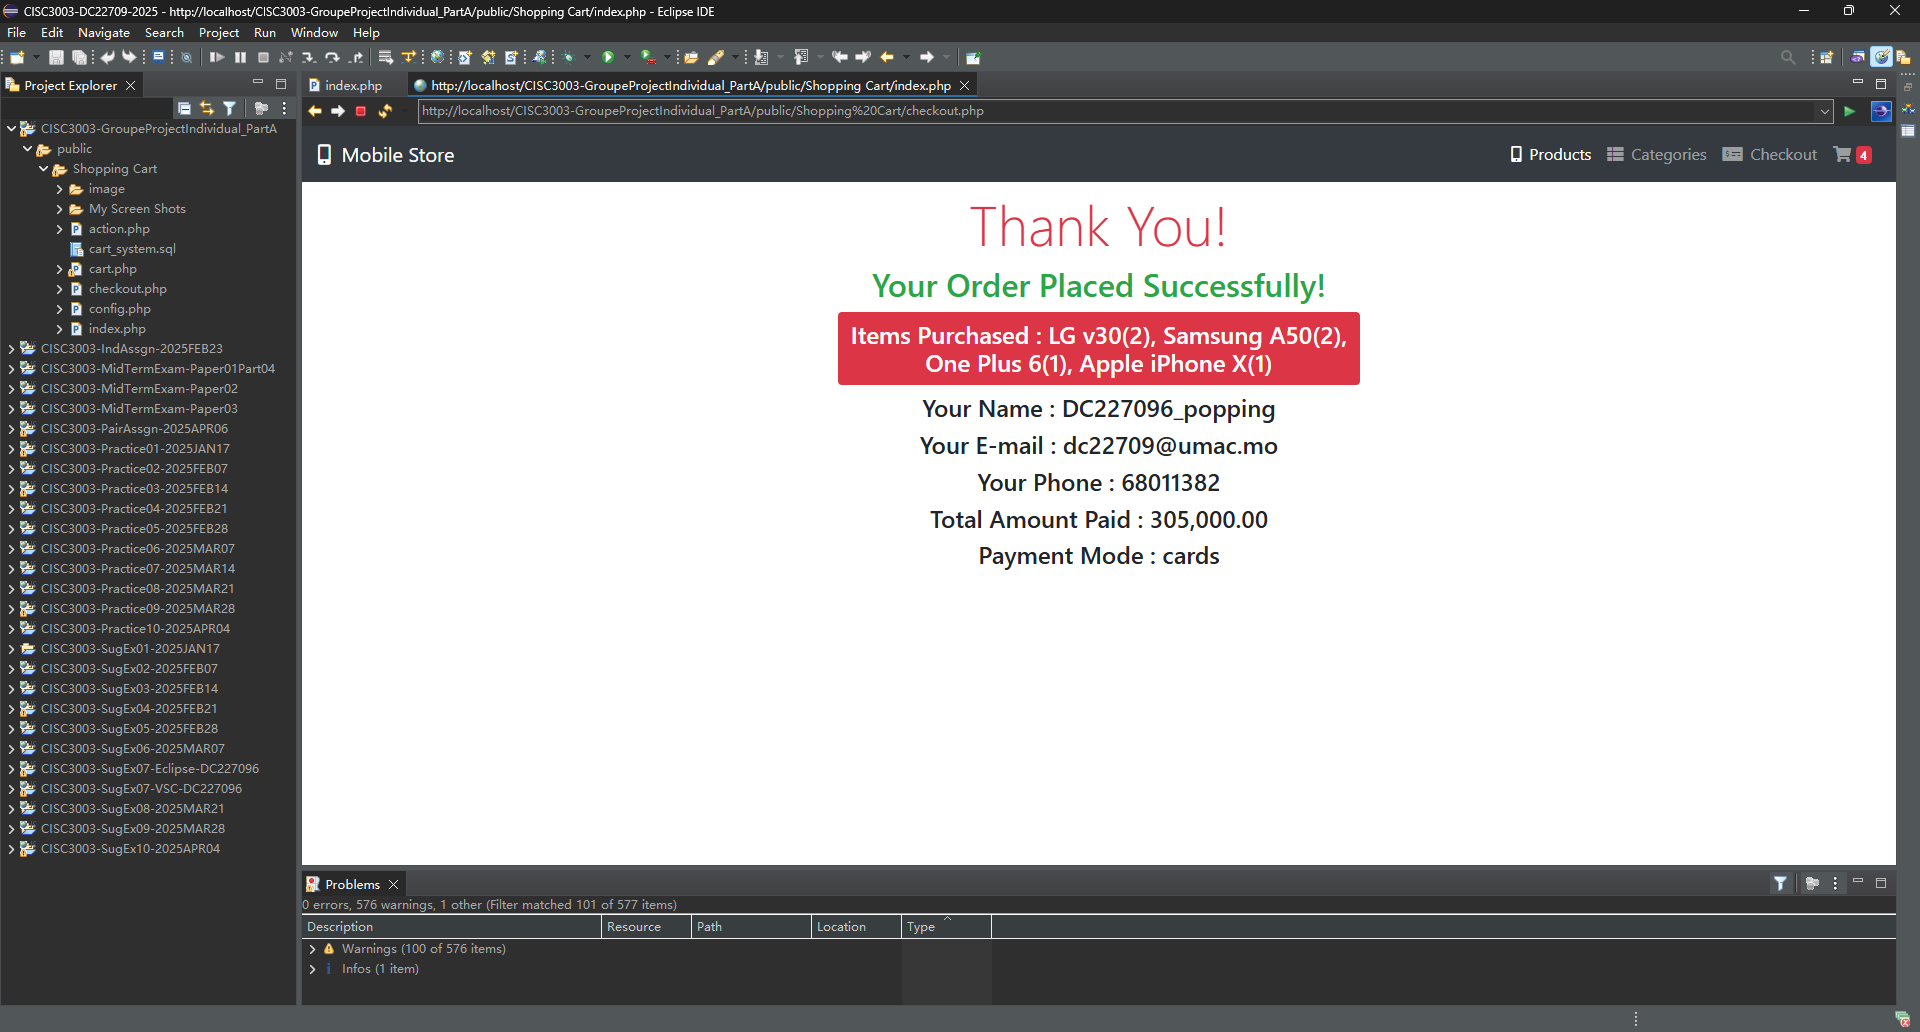 CISC3003-DC22709-2025 - http://localhost/CISC3003-GroupeProjectIndividual_PartA/public/Shopping Cart/index.php - Eclipse IDE
File Edit Navigate Search Project Run Window Help
Project Explorer
index.php
http://localhost/CISC3003-GroupeProjectIndividual_PartA/public/Shopping Cart/index.php
http://localhost/CISC3003-GroupeProjectIndividual_PartA/public/Shopping%20Cart/checkout.php
CISC3003-GroupeProjectIndividual_PartA
public
Shopping Cart
image
My Screen Shots
action.php
cart_system.sql
cart.php
checkout.php
config.php
index.php
CISC3003-IndAssgn-2025FEB23
CISC3003-MidTermExam-Paper01Part04
CISC3003-MidTermExam-Paper02
CISC3003-MidTermExam-Paper03
CISC3003-PairAssgn-2025APR06
CISC3003-Practice01-2025JAN17
CISC3003-Practice02-2025FEB07
CISC3003-Practice03-2025FEB14
CISC3003-Practice04-2025FEB21
CISC3003-Practice05-2025FEB28
CISC3003-Practice06-2025MAR07
CISC3003-Practice07-2025MAR14
CISC3003-Practice08-2025MAR21
CISC3003-Practice09-2025MAR28
CISC3003-Practice10-2025APR04
CISC3003-SugEx01-2025JAN17
CISC3003-SugEx02-2025FEB07
CISC3003-SugEx03-2025FEB14
CISC3003-SugEx04-2025FEB21
CISC3003-SugEx05-2025FEB28
CISC3003-SugEx06-2025MAR07
CISC3003-SugEx07-Eclipse-DC227096
CISC3003-SugEx07-VSC-DC227096
CISC3003-SugEx08-2025MAR21
CISC3003-SugEx09-2025MAR28
CISC3003-SugEx10-2025APR04
Mobile Store
Products Categories Checkout 4
Thank You!
Your Order Placed Successfully!
Items Purchased : LG v30(2), Samsung A50(2),
One Plus 6(1), Apple iPhone X(1)
Your Name : DC227096_popping
Your E-mail : dc22709@umac.mo
Your Phone : 68011382
Total Amount Paid : 305,000.00
Payment Mode : cards
Problems
0 errors, 576 warnings, 1 other (Filter matched 101 of 577 items)
Description Resource Path Location Type
Warnings (100 of 576 items)
Infos (1 item)